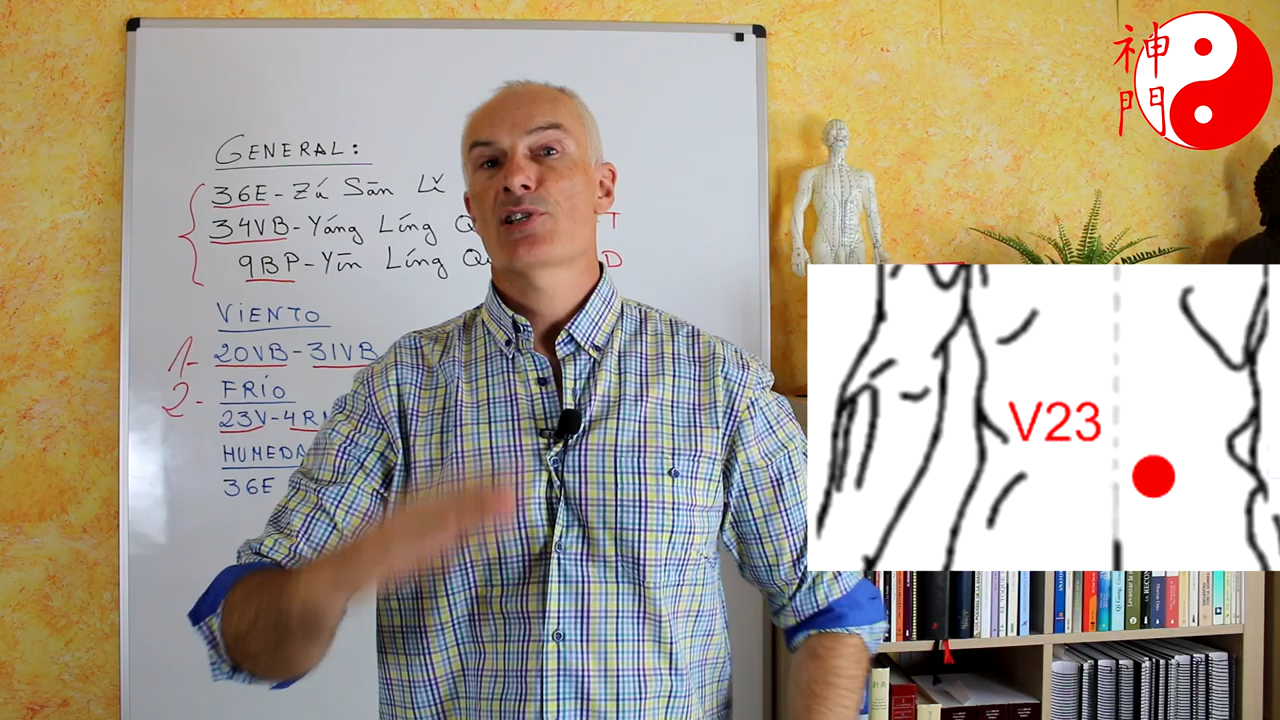 GENERAL:
36E-Zú Sān Lǐ
34VB-Yáng Líng
T
9BP-Yīn Líng
D
VIENTO
1- 20VB-31VB
2- FRÍO
23V-4R
HUMEDA
36E
V23
神門